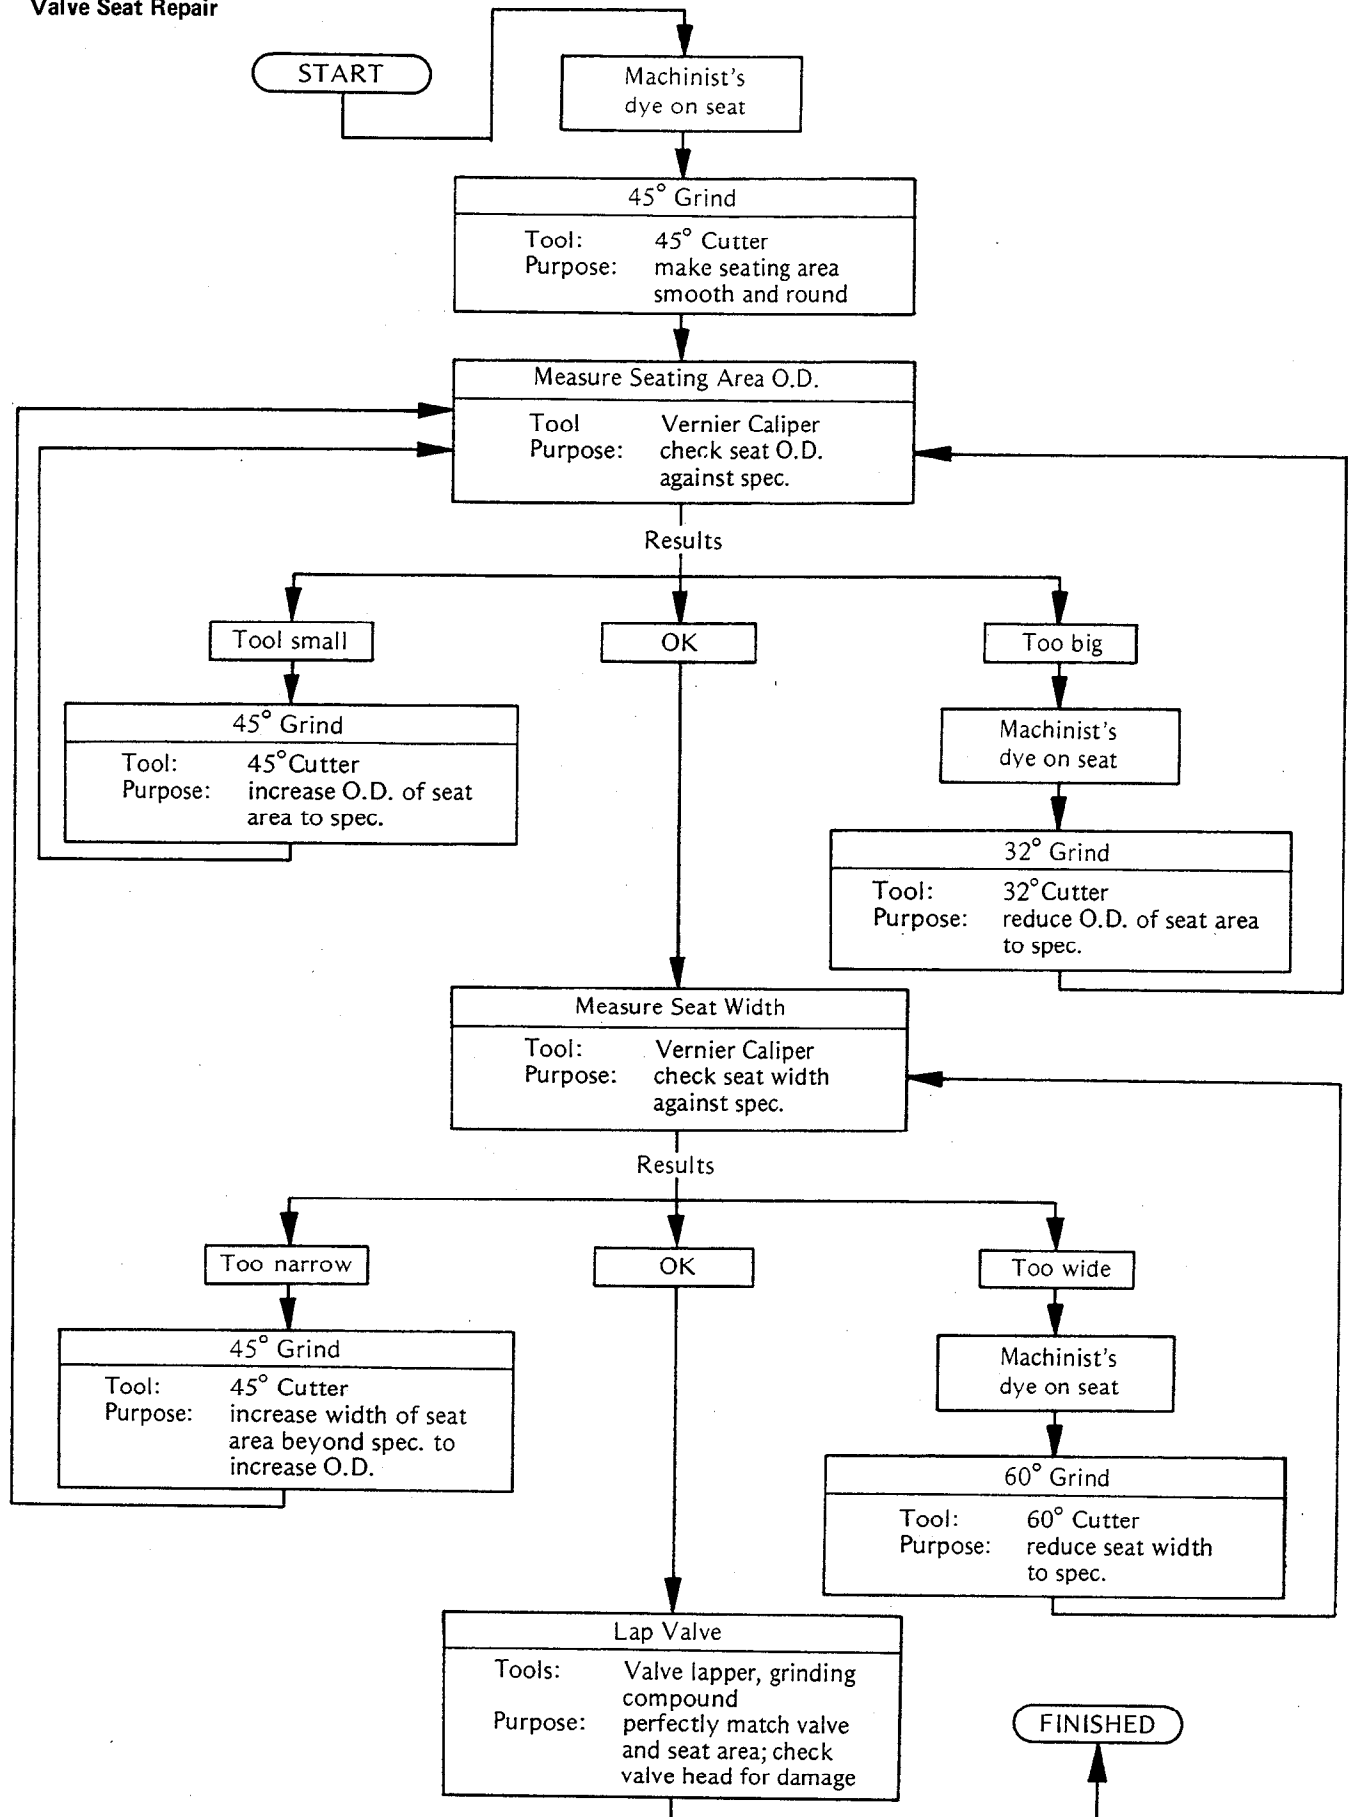 Valve Seat Repair
START
Machinist's
dye on seat
45° Grind
Tool: 45° Cutter
Purpose: make seating area
smooth and round
Measure Seating Area O.D.
Tool Vernier Caliper
Purpose: check seat O.D.
against spec.
Results
Tool small
OK
Too big
45° Grind
Tool: 45° Cutter
Purpose: increase O.D. of seat
area to spec.
Machinist's
dye on seat
32° Grind
Tool: 32° Cutter
Purpose: reduce O.D. of seat area
to spec.
Measure Seat Width
Tool: Vernier Caliper
Purpose: check seat width
against spec.
Results
Too narrow
OK
Too wide
45° Grind
Tool: 45° Cutter
Purpose: increase width of seat
area beyond spec. to
increase O.D.
Machinist's
dye on seat
60° Grind
Tool: 60° Cutter
Purpose: reduce seat width
to spec.
Lap Valve
Tools: Valve lapper, grinding
compound
Purpose: perfectly match valve
and seat area; check
valve head for damage
FINISHED